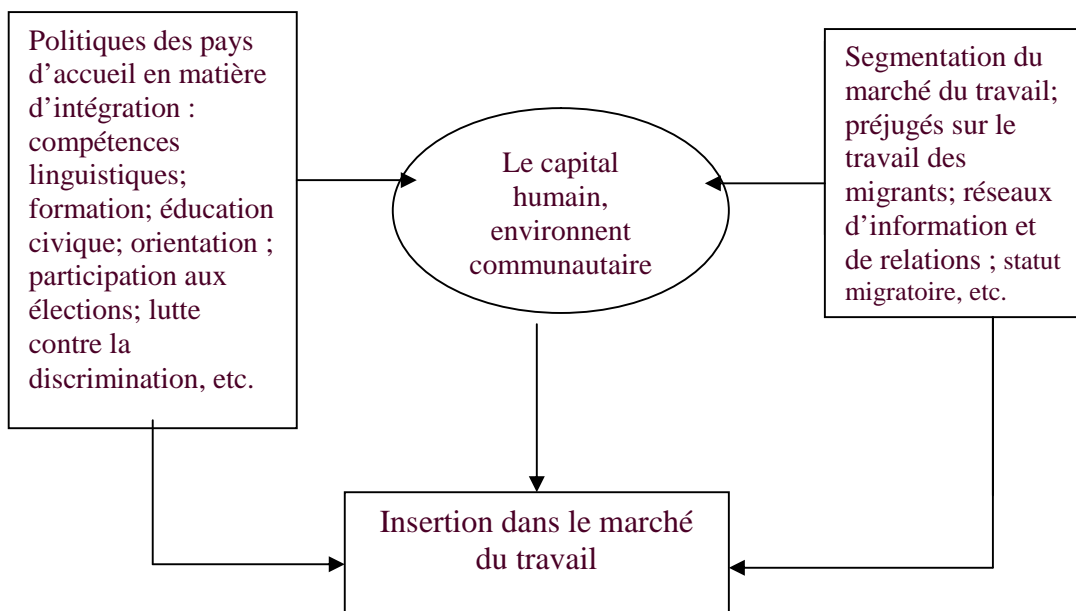 Politiques des pays
d’accueil en matière
d’intégration :
compétences
linguistiques;
formation; éducation
civique; orientation ;
participation aux
élections; lutte
contre la
discrimination, etc.
Le capital
humain,
environnent
communautaire
Segmentation du
marché du travail;
préjugés sur le
travail des
migrants; réseaux
d’information et
de relations ; statut
migratoire, etc.
Insertion dans le marché
du travail